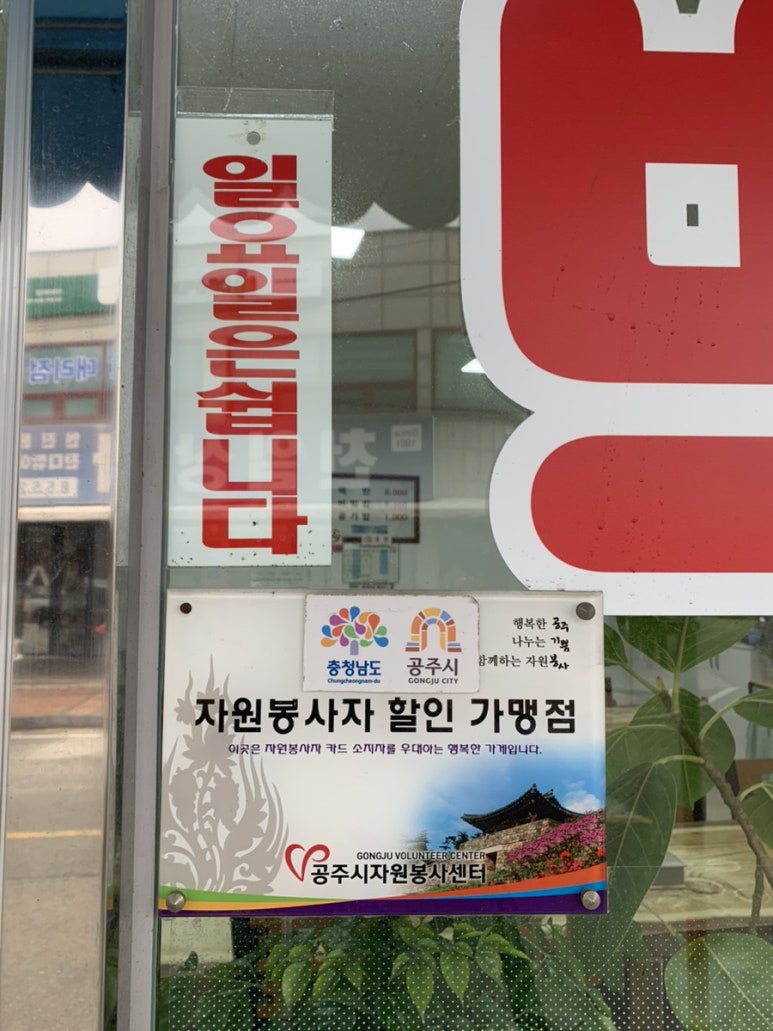 일요일은쉽니다
충청남도
Chungcheongnam-do
공주시
GONGJU CITY
행복한 공주
나누는 기쁨
함께하는 자원봉사
자원봉사자 할인 가맹점
이곳은 자원봉사자 카드 소지자를 우대하는 행복한 가게입니다.
GONGJU VOLUNTEER CENTER
공주시자원봉사센터
대리점